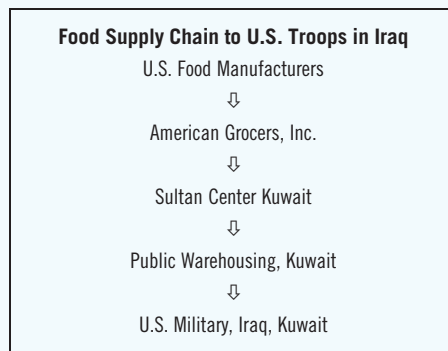 Food Supply Chain to U.S. Troops in Iraq
U.S. Food Manufacturers
⇩
American Grocers, Inc.
⇩
Sultan Center Kuwait
⇩
Public Warehousing, Kuwait
⇩
U.S. Military, Iraq, Kuwait